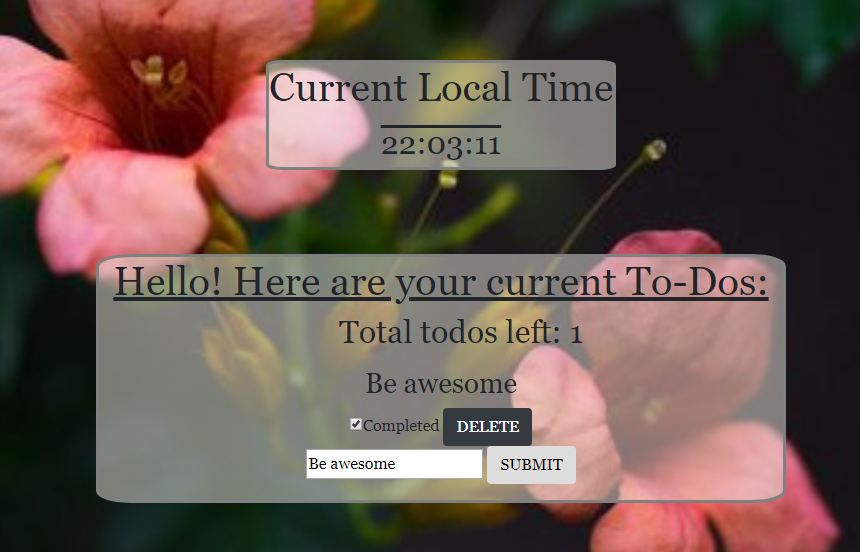 Current Local Time
22:03:11
Hello! Here are your current To-Dos:
Total todos left: 1
Be awesome
Completed DELETE
Be awesome SUBMIT